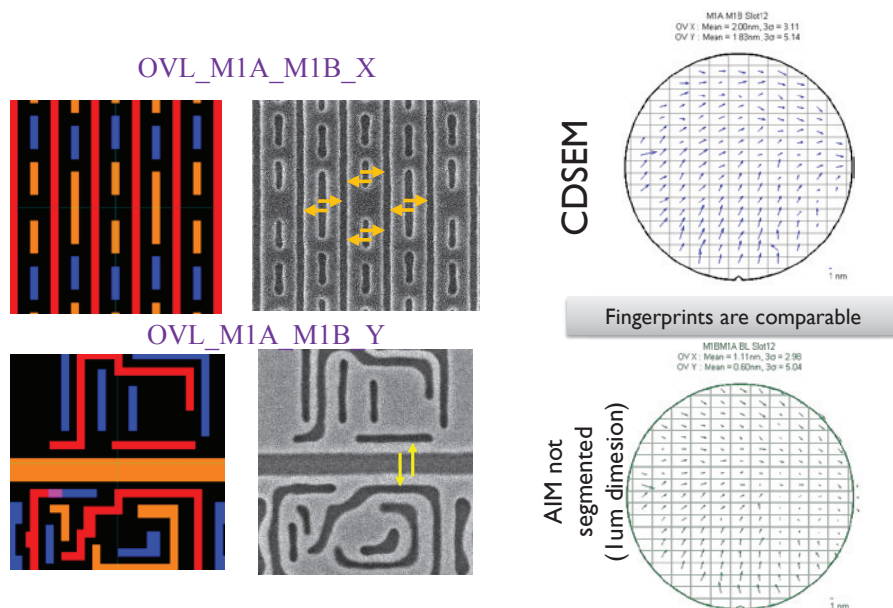 OVL_M1A_M1B_X
OVL_M1A_M1B_Y
M1A M1B Slot12
OV X : Mean = 2.00nm, 3σ = 3.11
OV Y : Mean = 1.83nm, 3σ = 5.14
CDSEM
1 nm
Fingerprints are comparable
M1BM1A BL Slot12
OV X : Mean = 1.11nm, 3σ = 2.98
OV Y : Mean = 0.60nm, 3σ = 5.04
AIM not
segmented
(1um dimesion)
1 nm